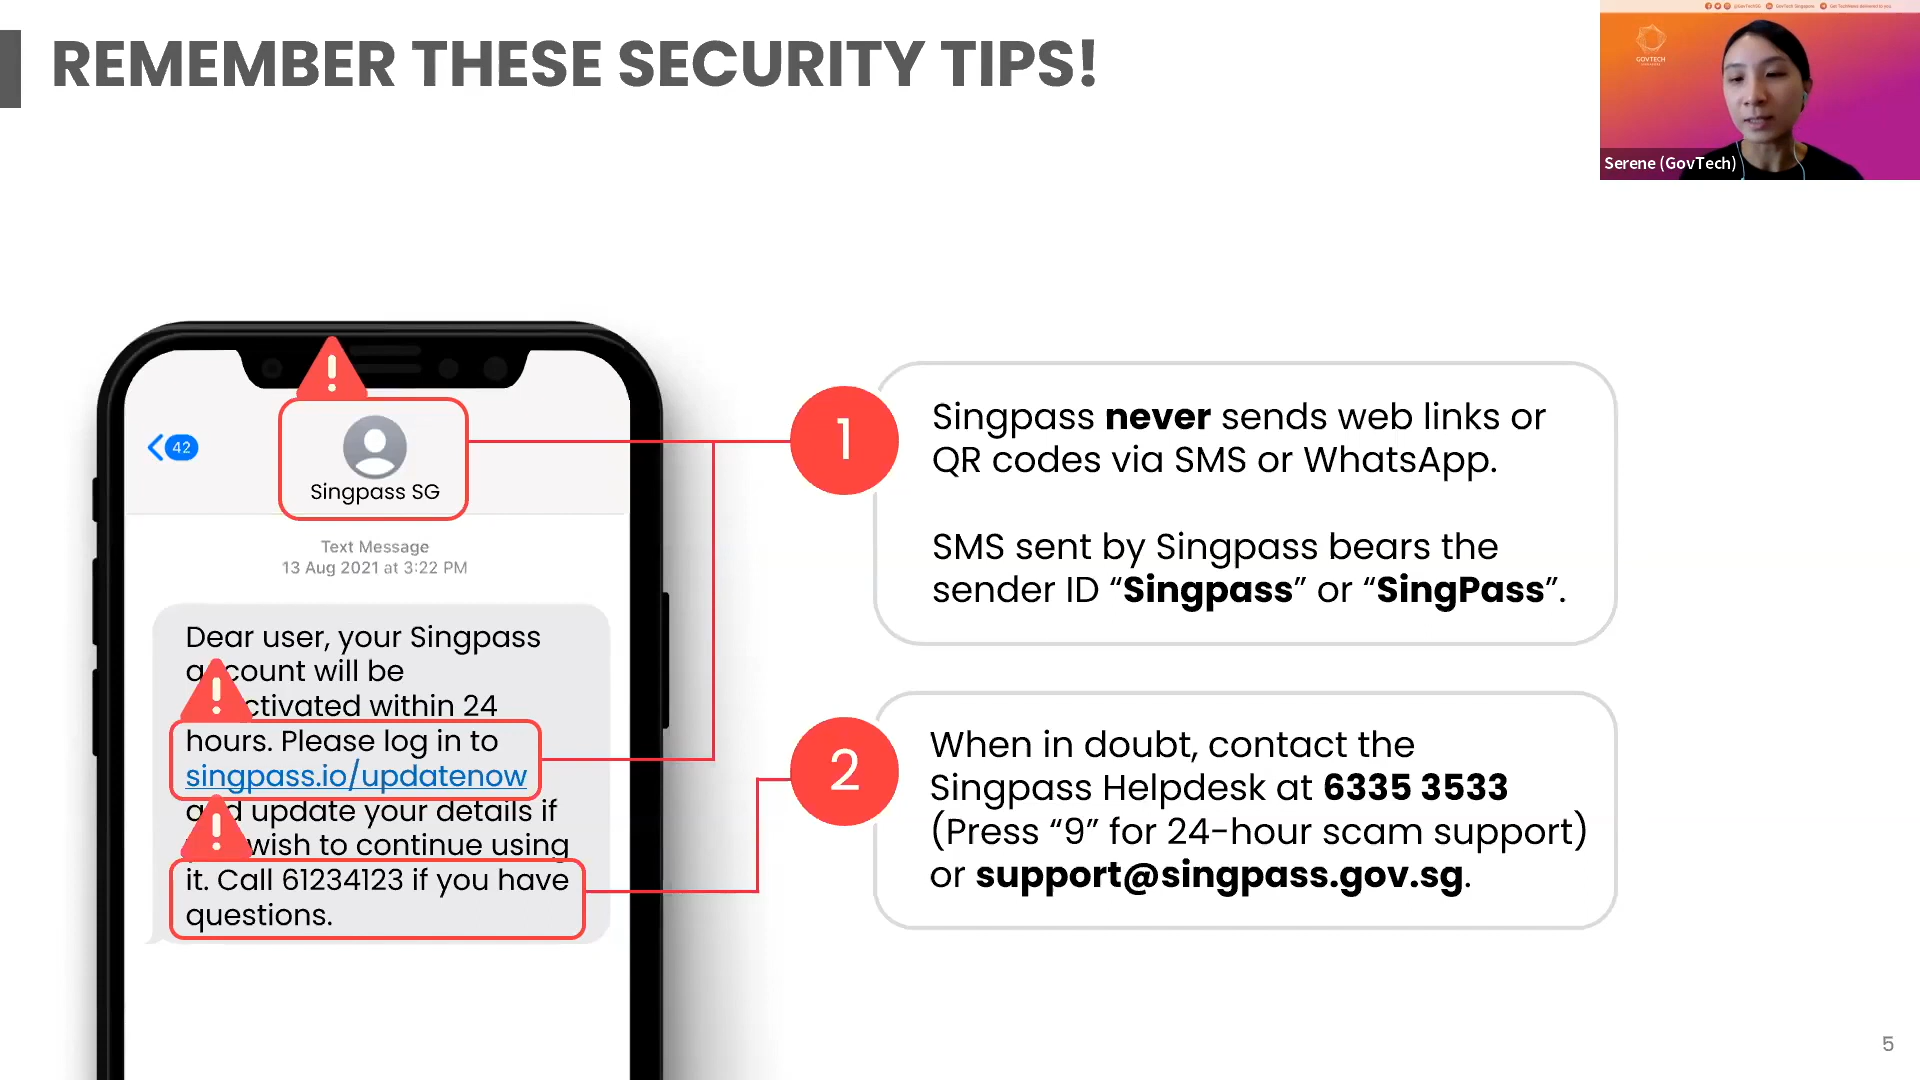 REMEMBER THESE SECURITY TIPS!
GOVTECH
Serene (GovTech)
42
Singpass SG
Text Message
13 Aug 2021 at 3:22 PM
Dear user, your Singpass
account will be
ctivated within 24
hours. Please log in to
singpass.io/updatenow
and update your details if
wish to continue using
it. Call 61234123 if you have
questions.
1
Singpass never sends web links or
QR codes via SMS or WhatsApp.
SMS sent by Singpass bears the
sender ID “Singpass” or “SingPass”.
2
When in doubt, contact the
Singpass Helpdesk at 6335 3533
(Press “9” for 24-hour scam support)
or support@singpass.gov.sg.
5